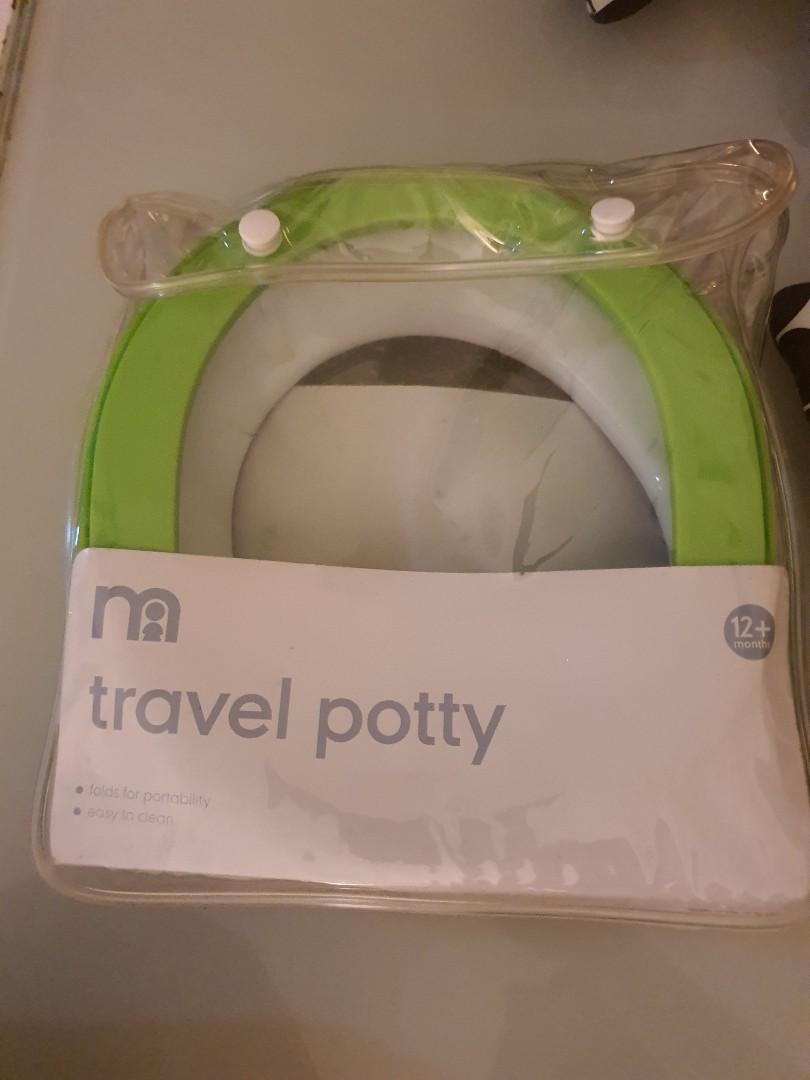 m
12+
months
travel potty
folds for portability
easy to clean